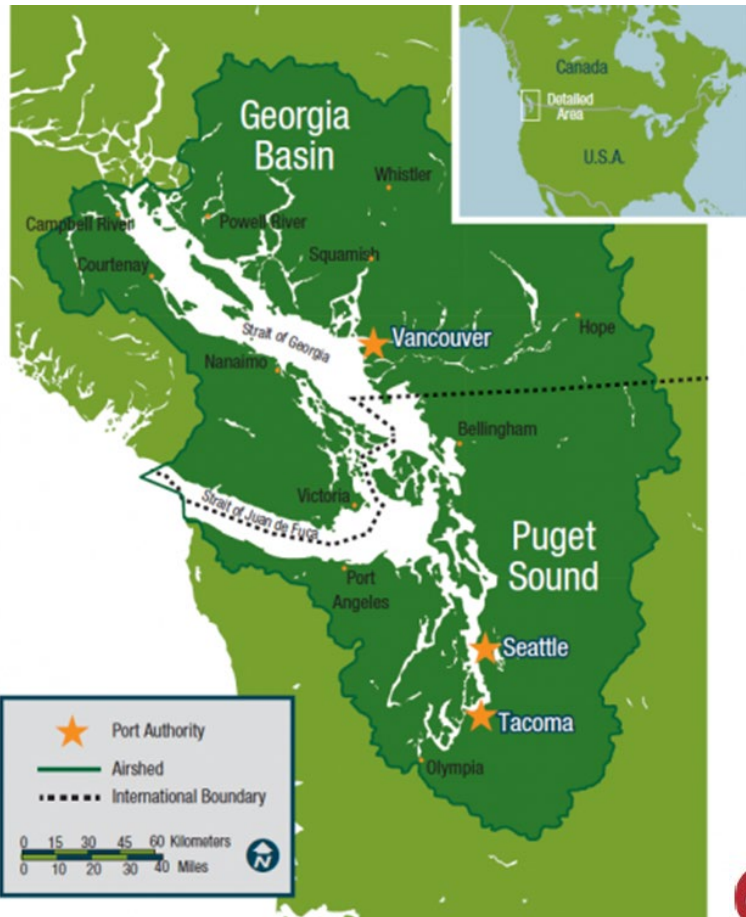 Canada
Detailed
Area
U.S.A.
Georgia
Basin
Whistler
Campbell River
Powell River
Squamish
Courtenay
Hope
Strait of Georgia
Vancouver
Nanaimo
Bellingham
Victoria
Strait of Juan de Fuca
Puget
Sound
Port
Angeles
Seattle
Tacoma
Olympia
Port Authority
Airshed
International Boundary
0 15 30 45 60 Kilometers
0 10 20 30 40 Miles
N